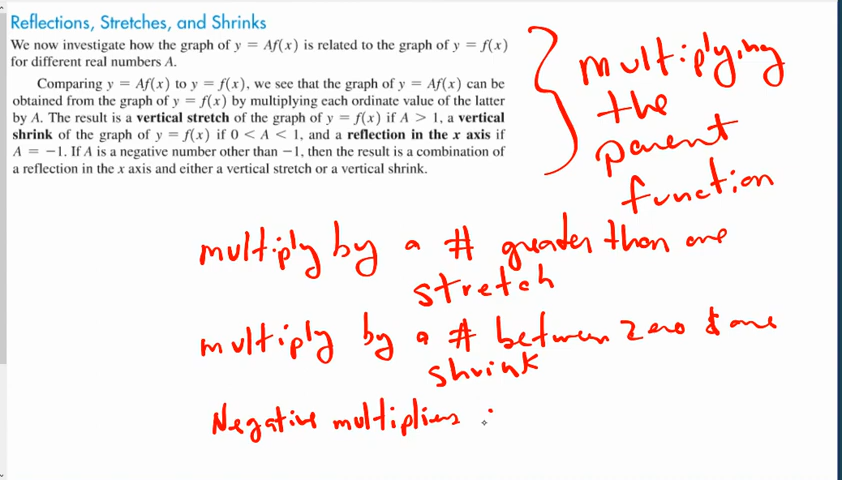 Reflections, Stretches, and Shrinks
We now investigate how the graph of y = Af(x) is related to the graph of y = f(x)
for different real numbers A.
Comparing y = Af(x) to y = f(x), we see that the graph of y = Af(x) can be
obtained from the graph of y = f(x) by multiplying each ordinate value of the latter
by A. The result is a vertical stretch of the graph of y = f(x) if A > 1, a vertical
shrink of the graph of y = f(x) if 0 < A < 1, and a reflection in the x axis if
A = −1. If A is a negative number other than −1, then the result is a combination of
a reflection in the x axis and either a vertical stretch or a vertical shrink.
multiplying
the
parent
function
multiply by a # greater than one
stretch
multiply by a # between zero & one
shrink
Negative multipliers